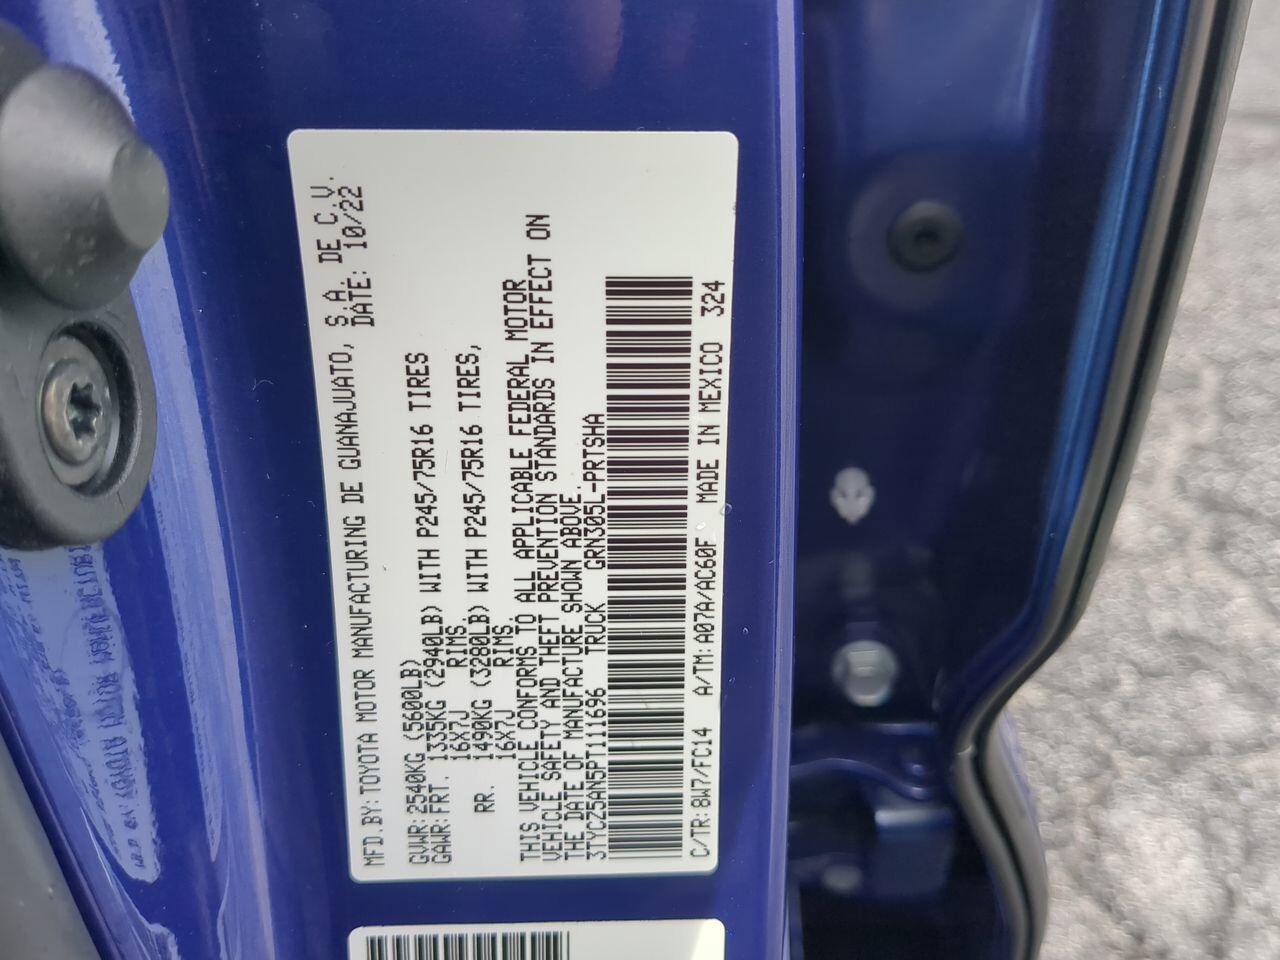 MFD.BY:TOYOTA MOTOR MANUFACTURING DE GUANAJUATO, S.A. DE C.V.
DATE: 10/22
GVWR:2540KG (5600LB)
GAWR:FRT. 1335KG (2940LB) WITH P245/75R16 TIRES
16X7J RIMS.
RR. 1490KG (3280LB) WITH P245/75R16 TIRES,
16X7J RIMS.
THIS VEHICLE CONFORMS TO ALL APPLICABLE FEDERAL MOTOR
VEHICLE SAFETY AND THEFT PREVENTION STANDARDS IN EFFECT ON
THE DATE OF MANUFACTURE SHOWN ABOVE.
3TYCZ5AN5PT111696 TRUCK GRN305L-PRTSHA
C/TR:8W7/FC14 A/TM:A07A/AC60F MADE IN MEXICO 324